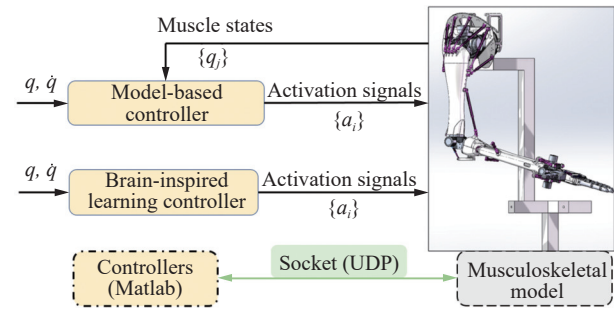 Muscle states
{q_j}
q, q̇
Model-based
controller
Activation signals
{a_i}
q, q̇
Brain-inspired
learning controller
Activation signals
{a_i}
Controllers
(Matlab)
Socket (UDP)
Musculoskeletal
model